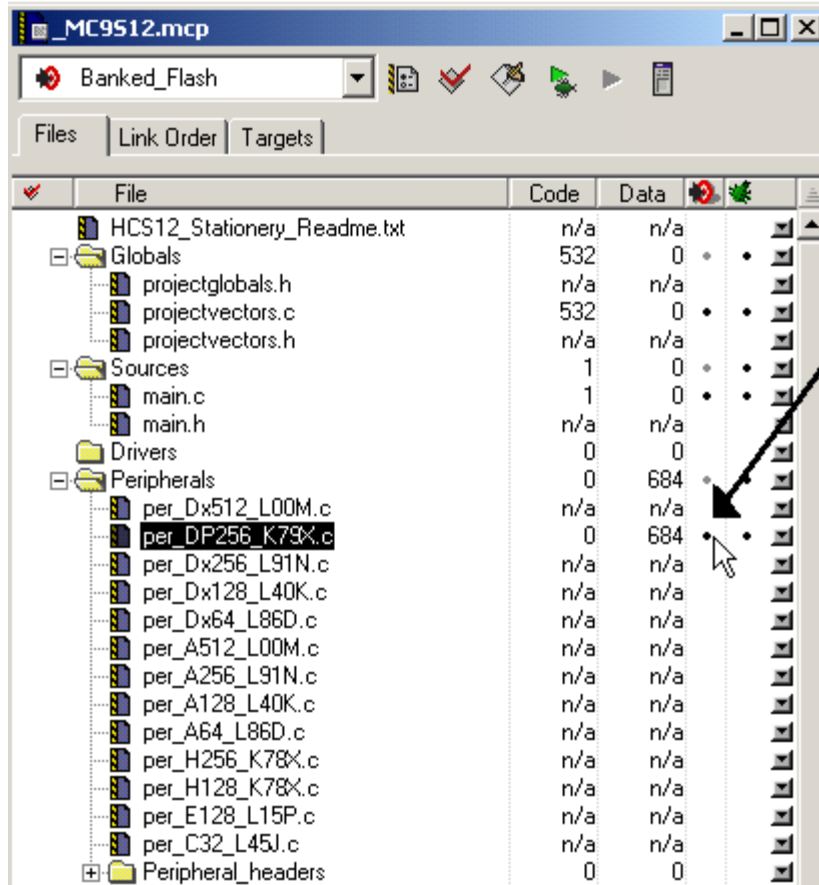 _MC9S12.mcp
Banked_Flash
Files Link Order Targets
File Code Data
HCS12_Stationery_Readme.txt n/a n/a
Globals 532 0
projectglobals.h n/a n/a
projectvectors.c 532 0
projectvectors.h n/a n/a
Sources 1 0
main.c 1 0
main.h n/a n/a
Drivers 0 0
Peripherals 0 684
per_Dx512_L00M.c n/a n/a
per_DP256_K79X.c 0 684
per_Dx256_L91N.c n/a n/a
per_Dx128_L40K.c n/a n/a
per_Dx64_L86D.c n/a n/a
per_A512_L00M.c n/a n/a
per_A256_L91N.c n/a n/a
per_A128_L40K.c n/a n/a
per_A64_L86D.c n/a n/a
per_H256_K78X.c n/a n/a
per_H128_K78X.c n/a n/a
per_E128_L15P.c n/a n/a
per_C32_L45J.c n/a n/a
Peripheral_headers 0 0